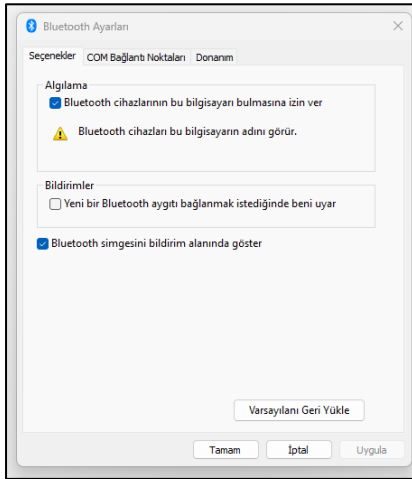 Bluetooth Ayarları
Seçenekler COM Bağlantı Noktaları Donanım
Algılama
Bluetooth cihazlarının bu bilgisayarı bulmasına izin ver
Bluetooth cihazları bu bilgisayarın adını görür.
Bildirimler
Yeni bir Bluetooth aygıtı bağlanmak istediğinde beni uyar
Bluetooth simgesini bildirim alanında göster
Varsayılanı Geri Yükle
Tamam İptal Uygula